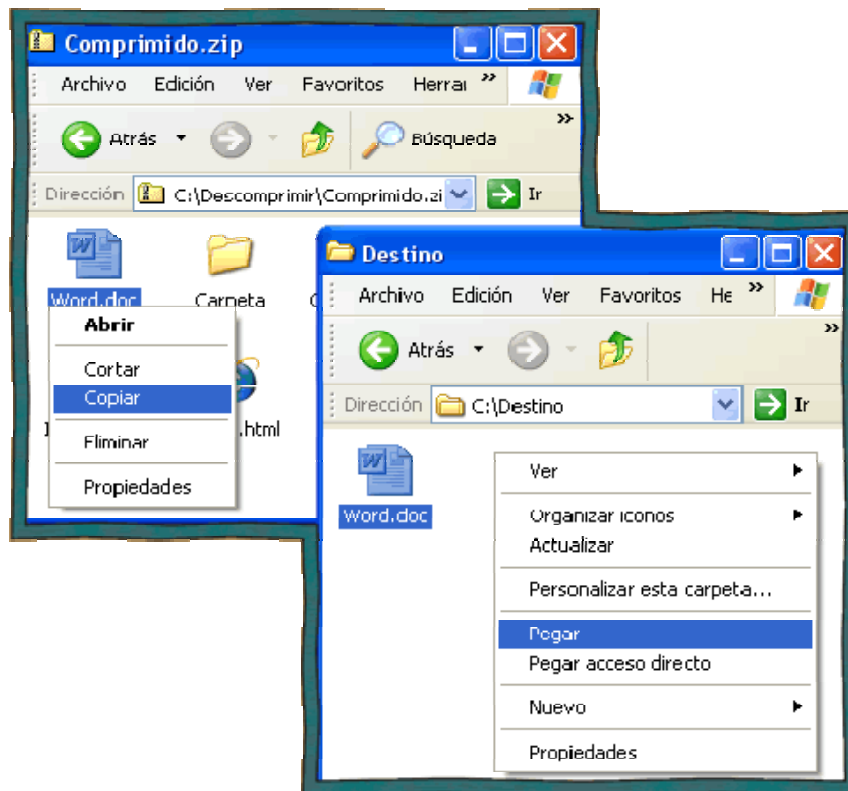 Comprimido.zip
Archivo Edición Ver Favoritos Herrai »
Atrás Búsqueda »
Dirección C:\Descomprimir\Comprimido.zi Ir
Word.doc Carpeta
Abrir
Cortar
Copiar
Eliminar
Propiedades
.html
Destino
Archivo Edición Ver Favoritos He »
Atrás »
Dirección C:\Destino Ir
Word.doc
Ver
Organizar iconos
Actualizar
Personalizar esta carpeta...
Pegar
Pegar acceso directo
Nuevo
Propiedades